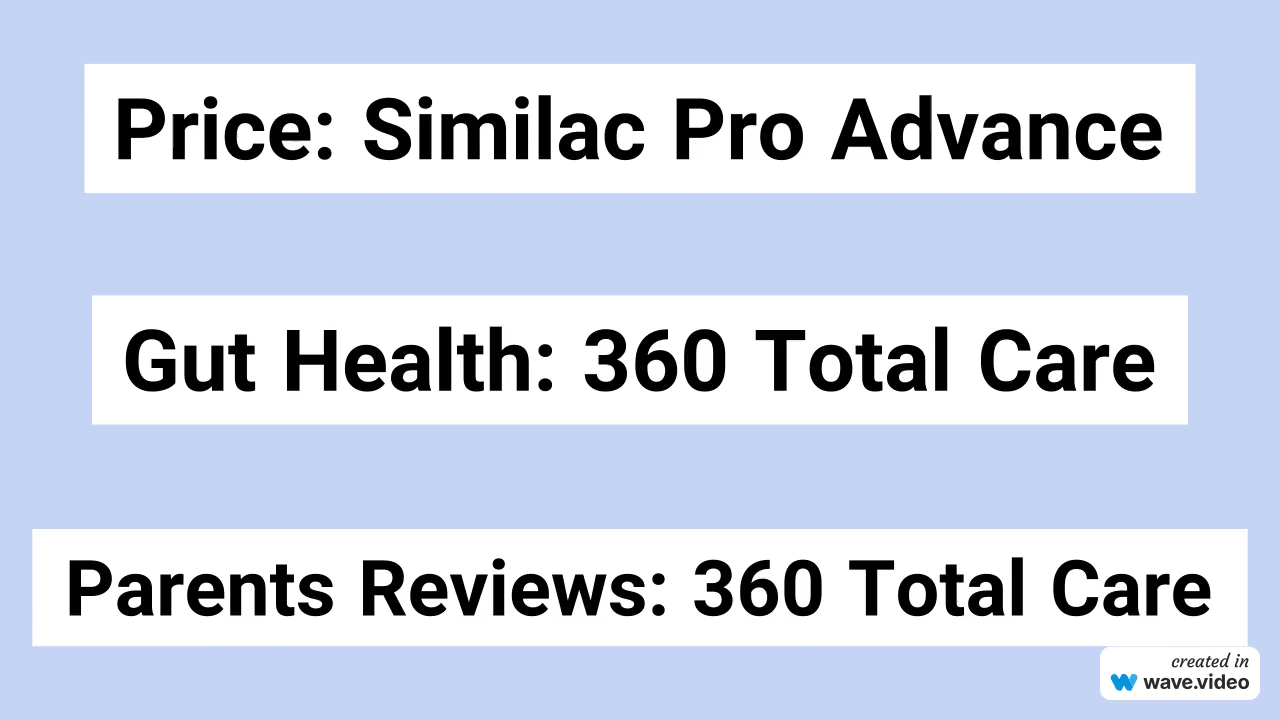 Price: Similac Pro Advance
Gut Health: 360 Total Care
Parents Reviews: 360 Total Care
created in
wave.video